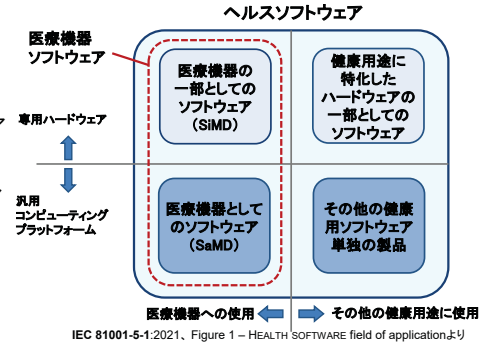 ヘルスソフトウェア
医療機器
ソフトウェア
医療機器の
一部としての
ソフトウェア
(SiMD)
健康用途に
特化した
ハードウェアの
一部としての
ソフトウェア
専用ハードウェア
汎用
コンピューティング
プラットフォーム
医療機器として
のソフトウェア
(SaMD)
その他の健康
用ソフトウェア
単独の製品
医療機器への使用
その他の健康用途に使用
IEC 81001-5-1:2021、Figure 1 – HEALTH SOFTWARE field of applicationより